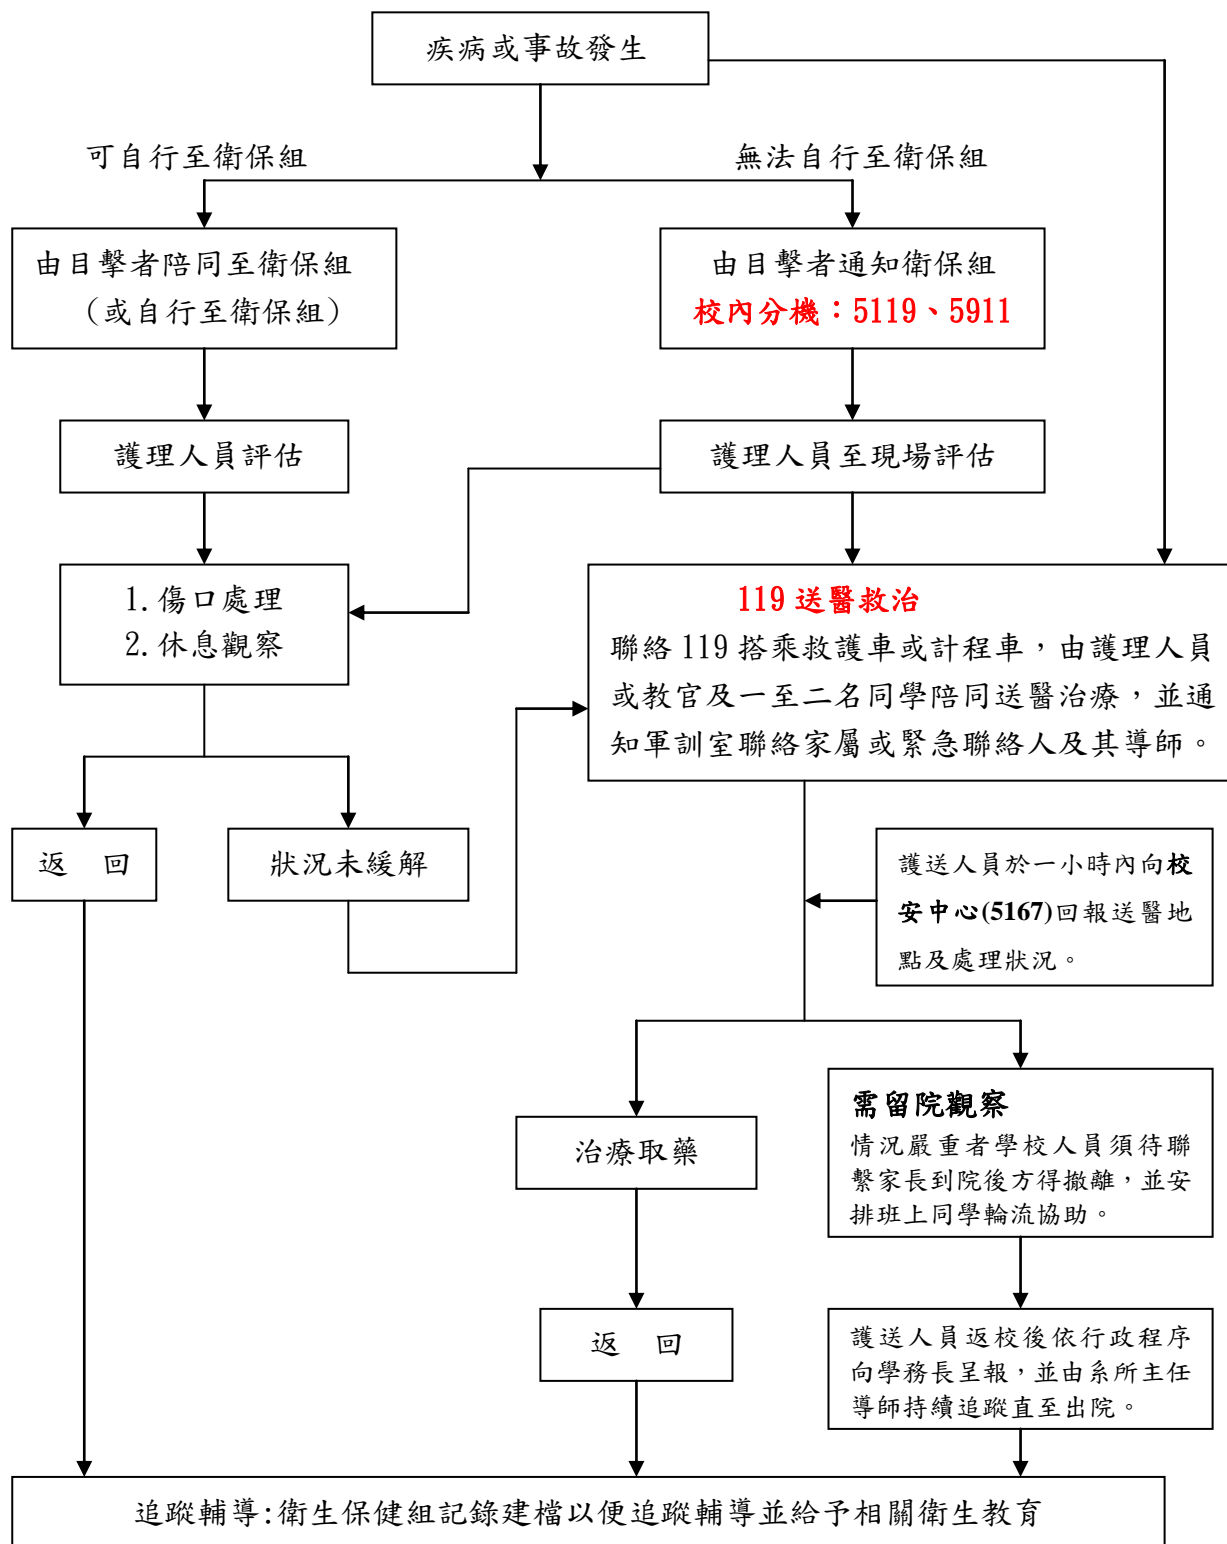 疾病或事故發生
可自行至衛保組
無法自行至衛保組
由目擊者陪同至衛保組
(或自行至衛保組)
由目擊者通知衛保組
校內分機：5119、5911
護理人員評估
護理人員至現場評估
1.傷口處理
2.休息觀察
119 送醫救治
聯絡 119 搭乘救護車或計程車，由護理人員
或教官及一至二名同學陪同送醫治療，並通
知軍訓室聯絡家屬或緊急聯絡人及其導師。
返　回
狀況未緩解
護送人員於一小時內向校
安中心(5167)回報送醫地
點及處理狀況。
治療取藥
需留院觀察
情況嚴重者學校人員須待聯
繫家長到院後方得撤離，並安
排班上同學輪流協助。
返　回
護送人員返校後依行政程序
向學務長呈報，並由系所主任
導師持續追蹤直至出院。
追蹤輔導:衛生保健組記錄建檔以便追蹤輔導並給予相關衛生教育